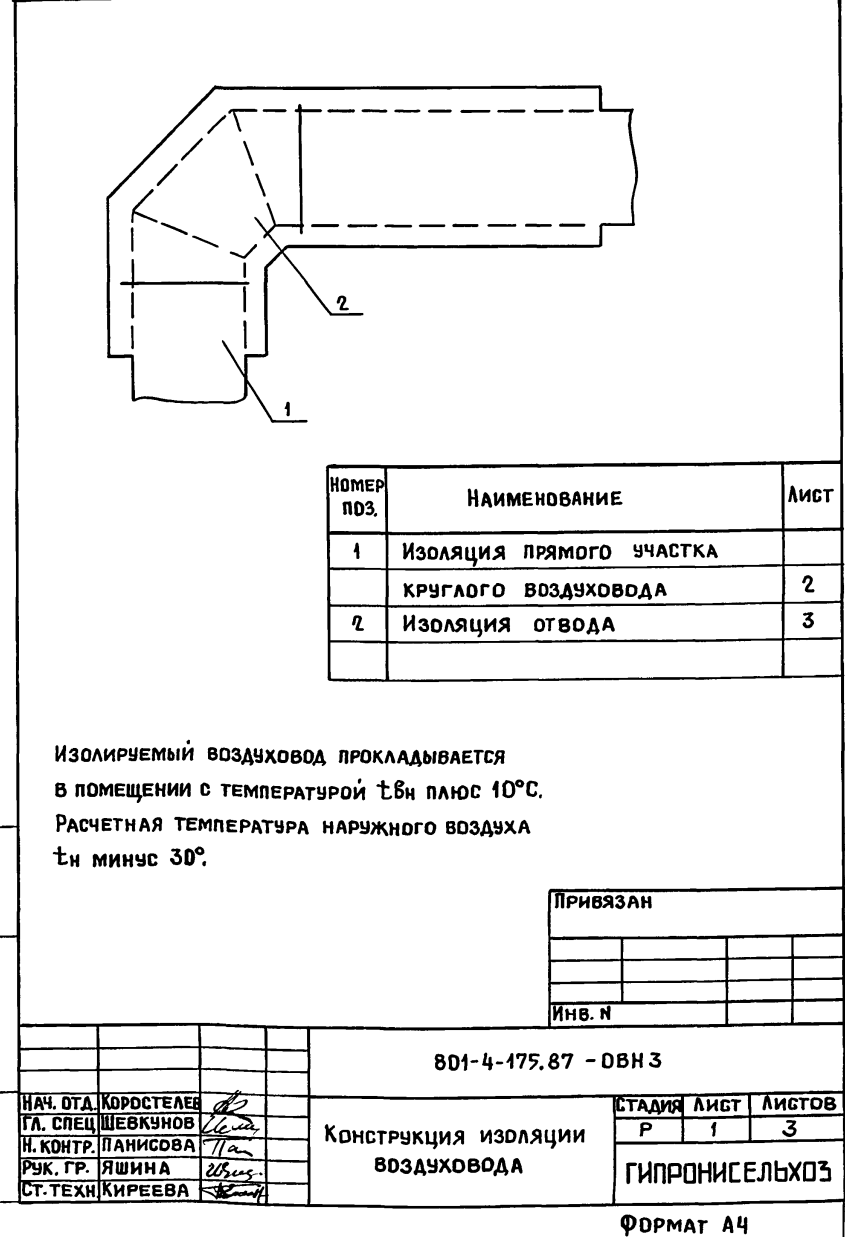 2
1
Номер поз. Наименование Лист
1 Изоляция прямого участка
круглого воздуховода 2
2 Изоляция отвода 3
Изолируемый воздуховод прокладывается
в помещении с температурой tвн плюс 10°С.
Расчетная температура наружного воздуха
tн минус 30°.
Привязан
Инв. N
801-4-175.87 - ОВН3
Нач. отд. Коростелев
Гл. спец Шевкунов
Н. контр. Панисова
Рук. гр. Яшина
Ст. техн Киреева
Конструкция изоляции
воздуховода
Стадия Лист Листов
Р 1 3
ГИПРОНИСЕЛЬХОЗ
Формат А4